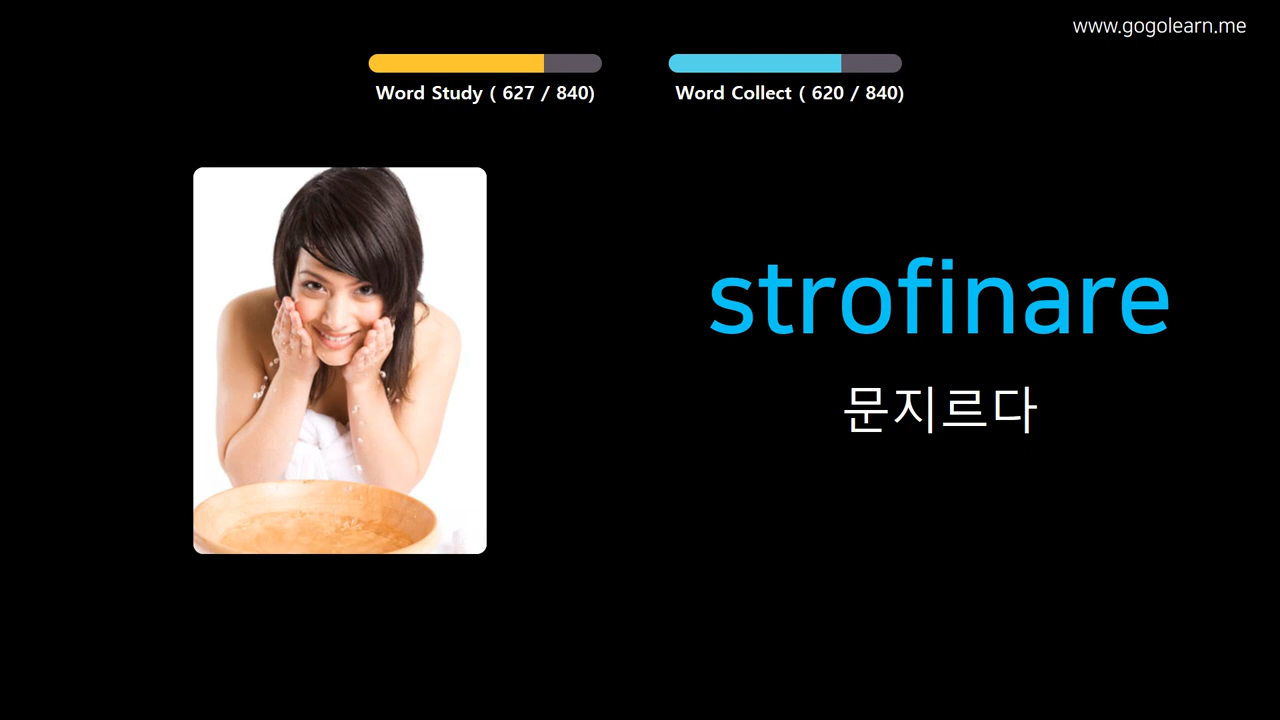 www.gogolearn.me
Word Study ( 627 / 840)
Word Collect ( 620 / 840)
strofinare
문지르다